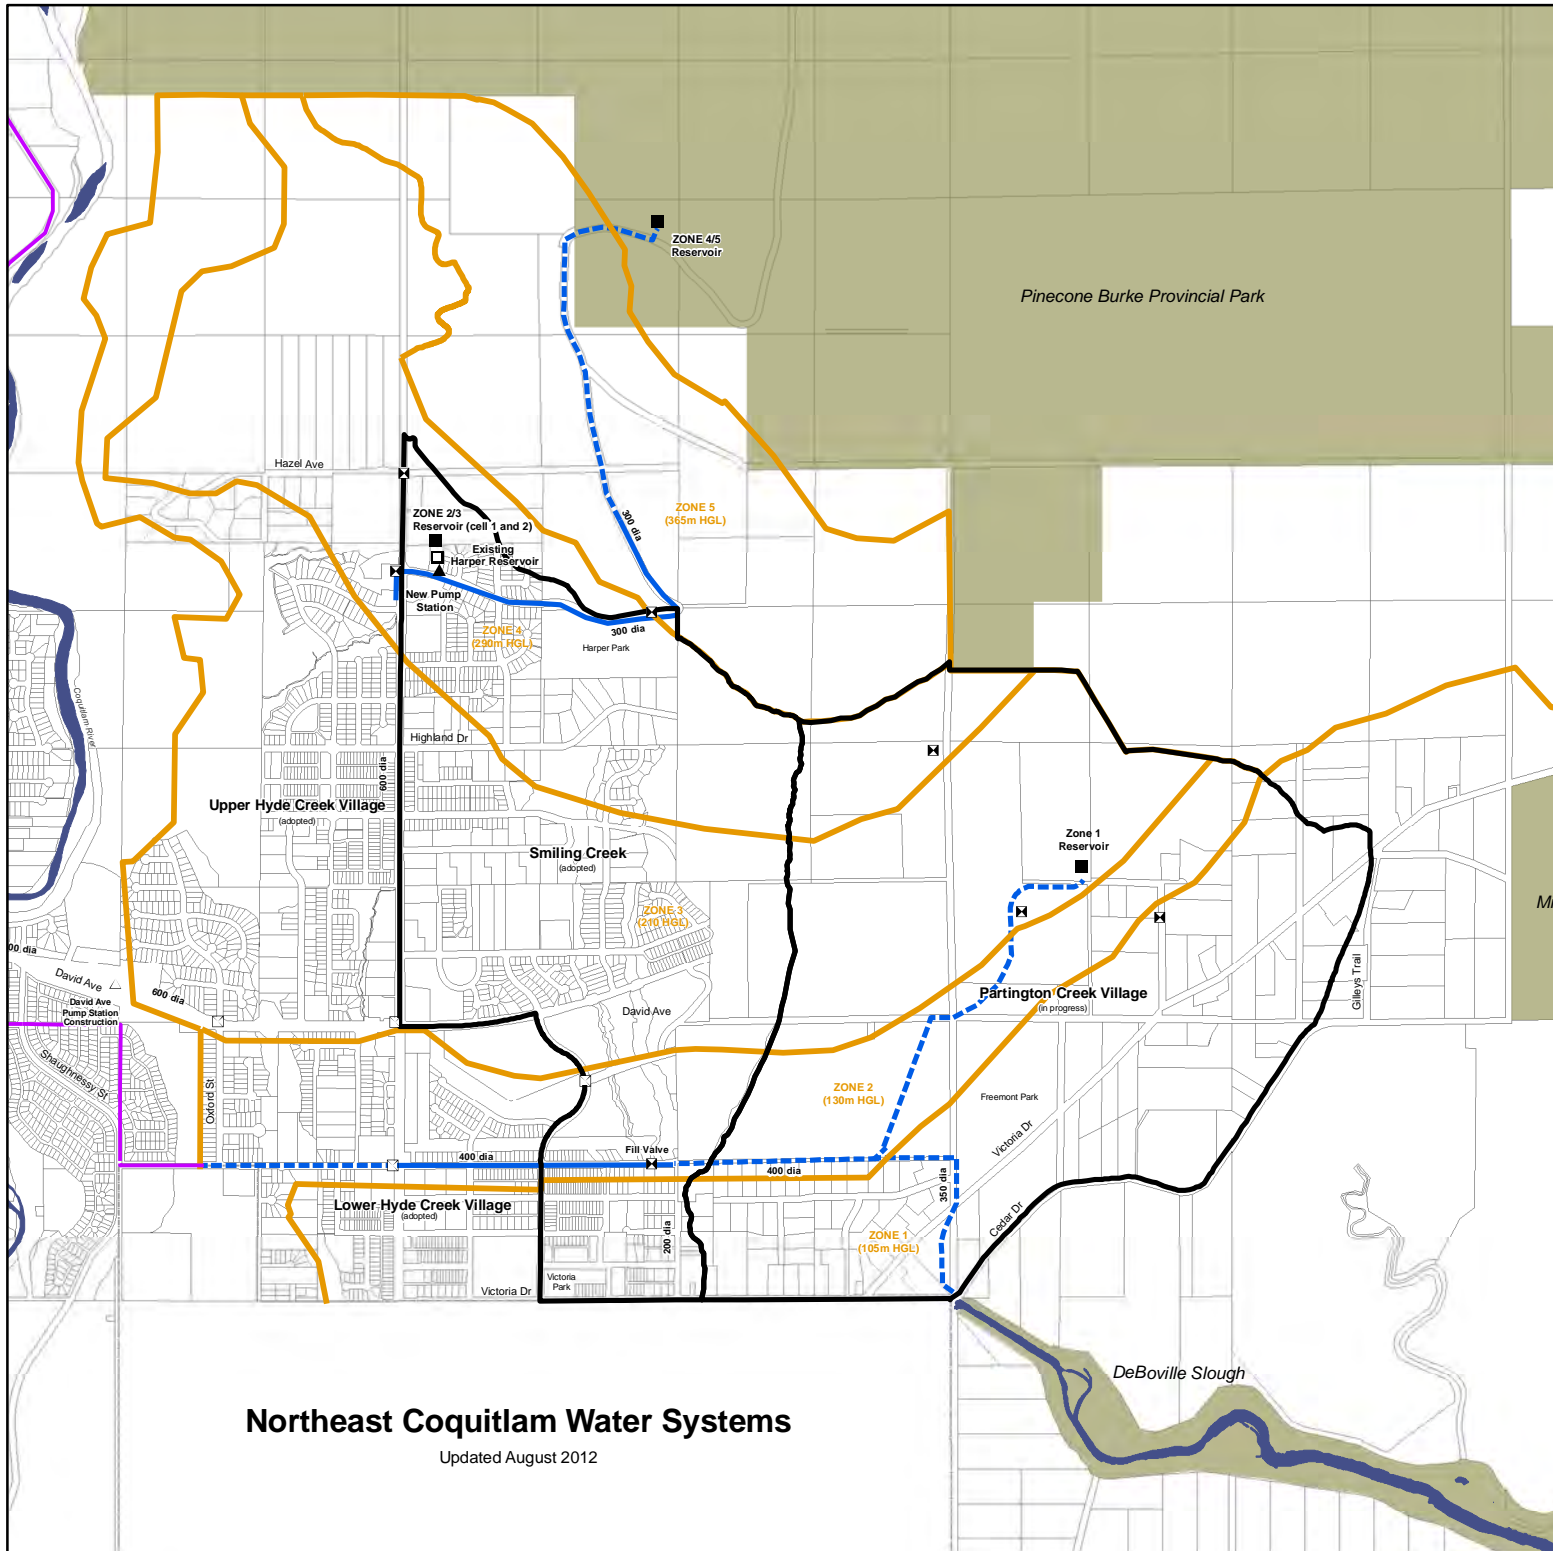 ZONE 4/5
Reservoir
Pinecone Burke Provincial Park
Hazel Ave
ZONE 5
(365m HGL)
300 dia
ZONE 2/3
Reservoir (cell 1 and 2)
Existing
Harper Reservoir
New Pump
Station
ZONE 4
(290m HGL)
300 dia
Harper Park
Coquitlam River
Highland Dr
600 dia
Upper Hyde Creek Village
(adopted)
Smiling Creek
(adopted)
Zone 1
Reservoir
ZONE 3
(210 HGL)
00 dia
David Ave
David Ave
Pump Station
Construction
600 dia
David Ave
Partington Creek Village
(in progress)
Gilleys Trail
Shaughnessy St
Oxford St
ZONE 2
(130m HGL)
Freemont Park
Victoria Dr
Fill Valve
400 dia
400 dia
350 dia
Lower Hyde Creek Village
(adopted)
200 dia
Cedar Dr
ZONE 1
(105m HGL)
Victoria Dr
Victoria
Park
DeBoville Slough
Northeast Coquitlam Water Systems
Updated August 2012